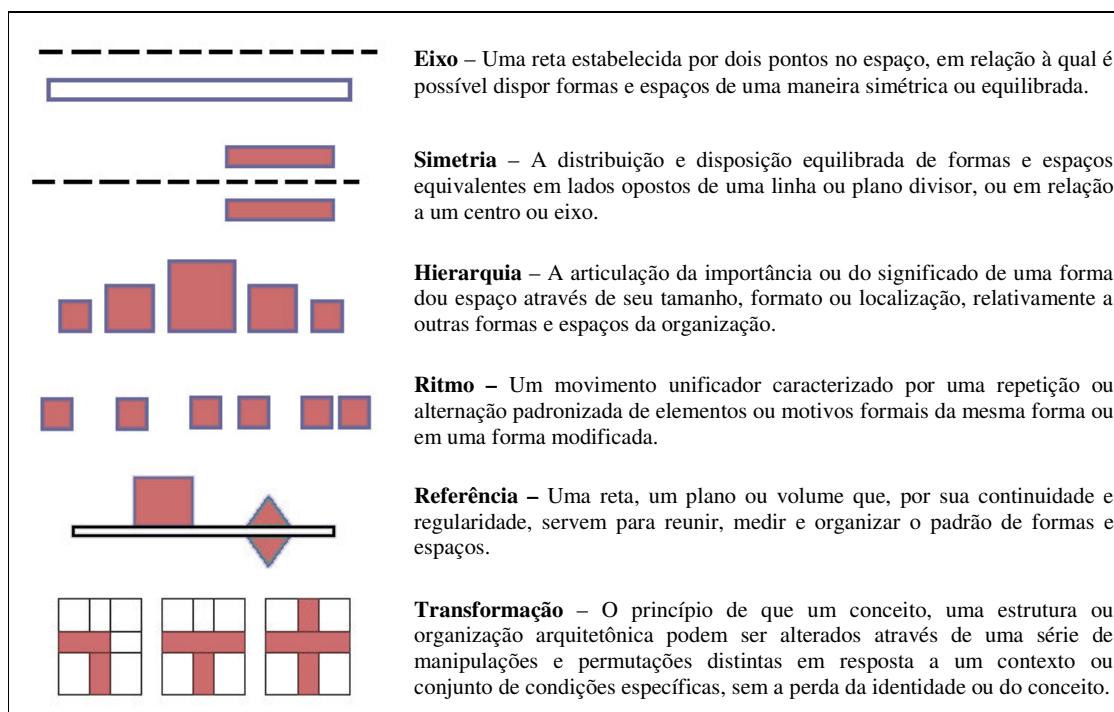 Eixo – Uma reta estabelecida por dois pontos no espaço, em relação à qual é
possível dispor formas e espaços de uma maneira simétrica ou equilibrada.
Simetria – A distribuição e disposição equilibrada de formas e espaços
equivalentes em lados opostos de uma linha ou plano divisor, ou em relação
a um centro ou eixo.
Hierarquia – A articulação da importância ou do significado de uma forma
dou espaço através de seu tamanho, formato ou localização, relativamente a
outras formas e espaços da organização.
Ritmo – Um movimento unificador caracterizado por uma repetição ou
alternação padronizada de elementos ou motivos formais da mesma forma ou
em uma forma modificada.
Referência – Uma reta, um plano ou volume que, por sua continuidade e
regularidade, servem para reunir, medir e organizar o padrão de formas e
espaços.
Transformação – O princípio de que um conceito, uma estrutura ou
organização arquitetônica podem ser alterados através de uma série de
manipulações e permutações distintas em resposta a um contexto ou
conjunto de condições específicas, sem a perda da identidade ou do conceito.